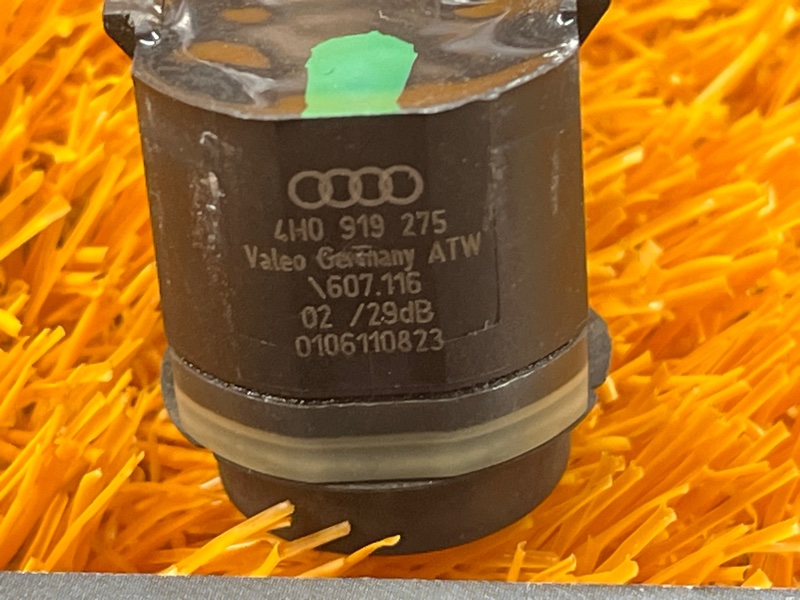 4H0 919 275
Valeo Germany ATW
\607.116
02 /29dB
0106110823